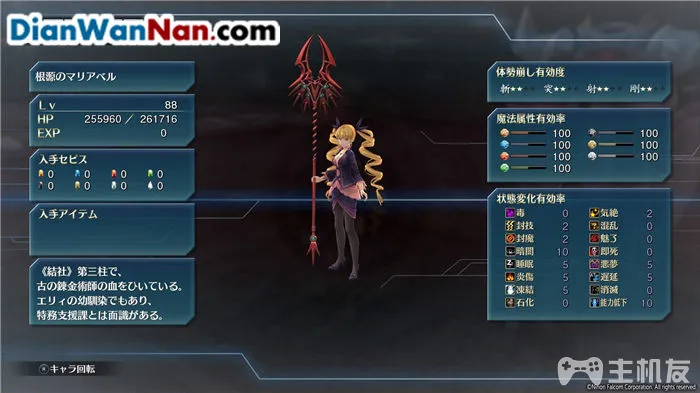 DianWanNan.com
根源のマリアベル
Lv 88
HP 255960 / 261716
EXP 0
入手セピス
0 0 0 0
0 0 0 0
入手アイテム
《結社》第三柱で、
古の錬金術師の血をひいている。
エリィの幼馴染でもあり、
特務支援課とは面識がある。
キャラ回転
体勢崩し有効度
斬★★ 突★★ 射★★ 剛★★
魔法属性有効率
100 100
100 100
100 100
100
状態変化有効率
毒 0 気絶 2
封技 2 混乱 0
封魔 2 魅了 0
暗闇 10 即死 0
睡眠 5 悪夢 5
炎傷 5 遅延 5
凍結 5 消滅 0
石化 0 能力低下 10
主机友
©Nihon Falcom Corporation. All rights reserved.